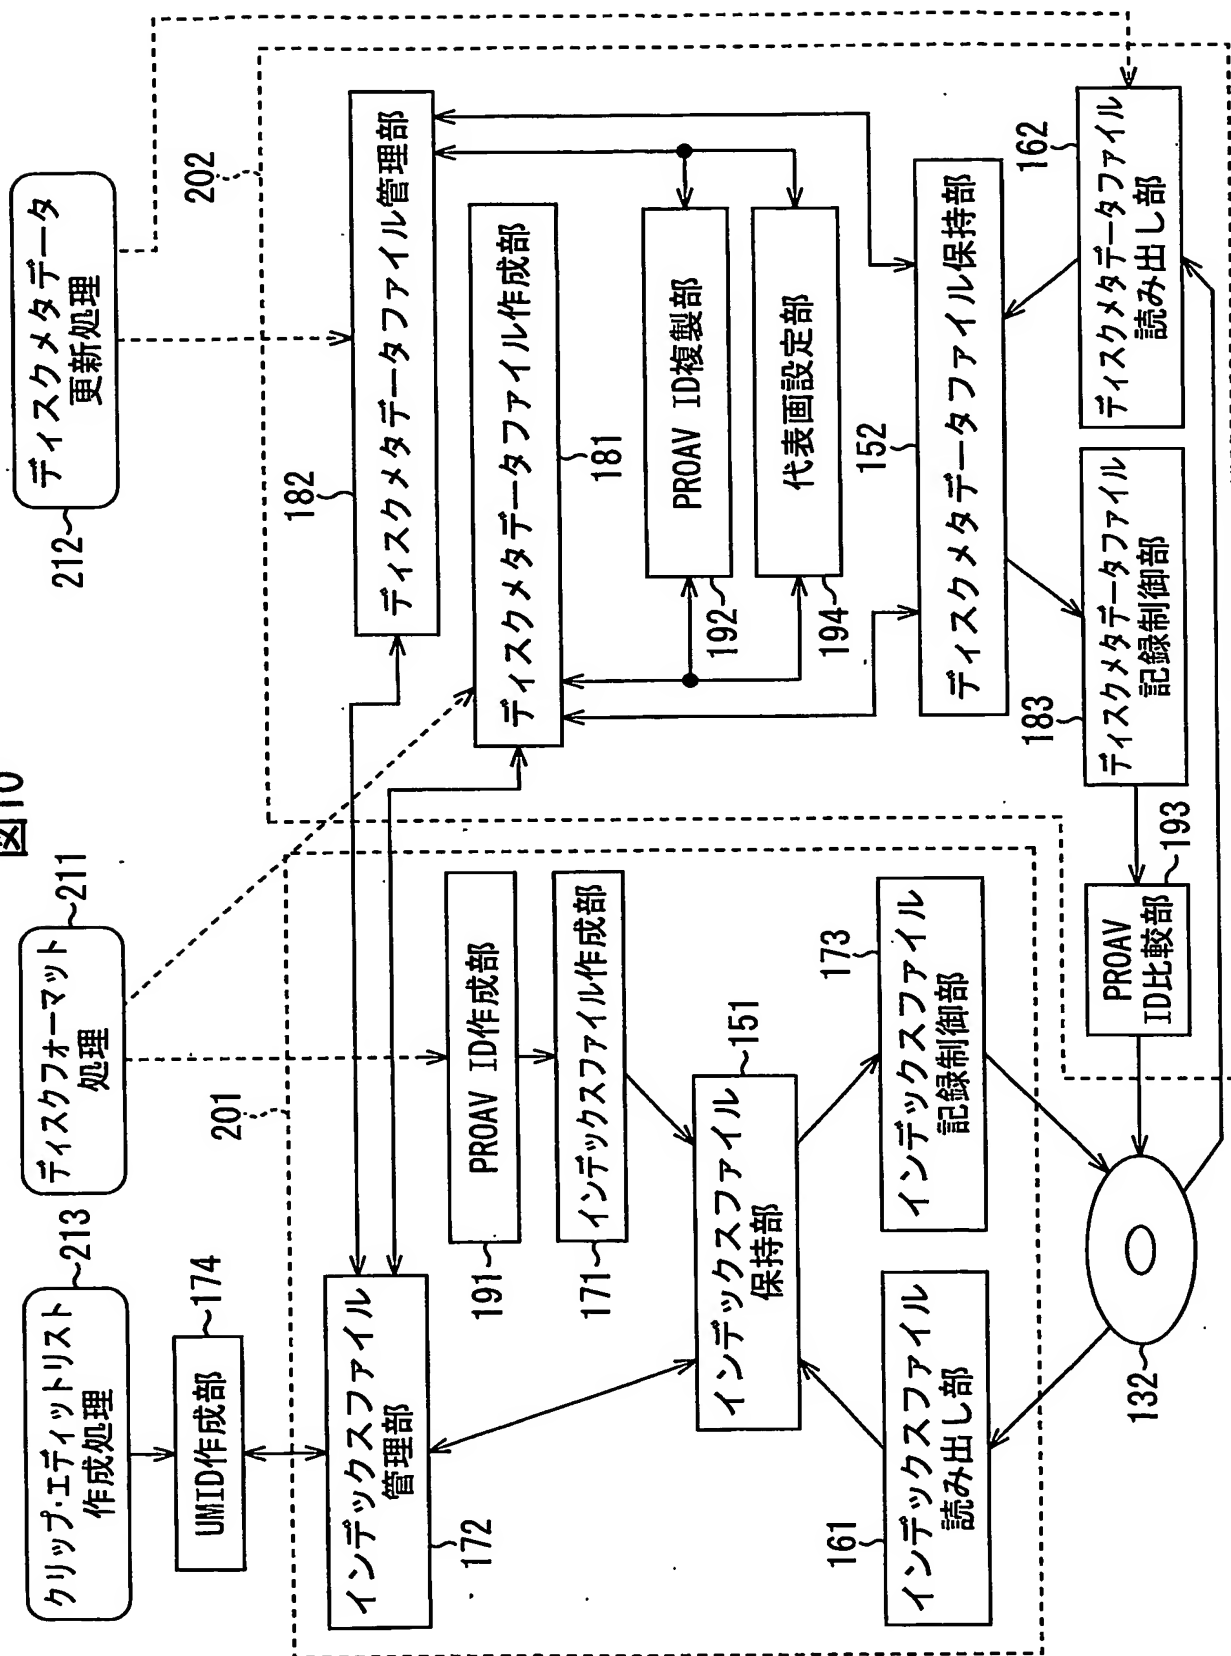 図10
クリップ・エディットリスト
作成処理
213
ディスクフォーマット
処理
211
ディスクメタデータ
更新処理
212
UMID作成部
174
201
202
インデックスファイル
管理部
172
PROAV ID作成部
191
インデックスファイル作成部
171
インデックスファイル
保持部
151
インデックスファイル
読み出し部
161
インデックスファイル
記録制御部
173
132
ディスクメタデータファイル管理部
182
ディスクメタデータファイル作成部
181
PROAV ID複製部
192
代表画設定部
194
ディスクメタデータファイル保持部
152
ディスクメタデータファイル
記録制御部
183
ディスクメタデータファイル
読み出し部
162
PROAV
ID比較部
193